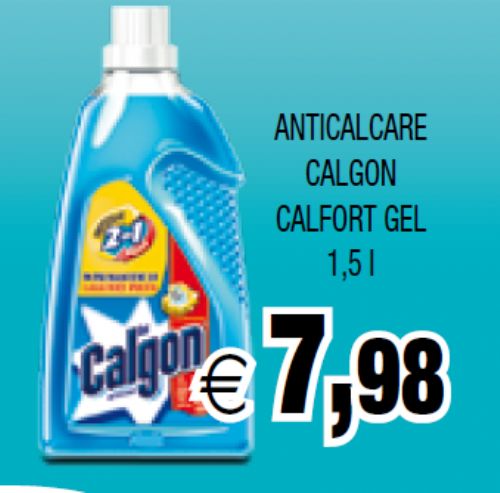 ANTICALCARE
CALGON
CALFORT GEL
1,5 l
2in1
Calgon
€ 7,98